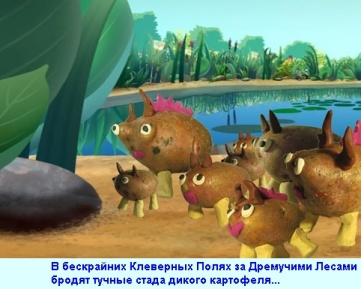 В бескрайних Клеверных Полях за Дремучими Лесами
бродят тучные стада дикого картофеля...